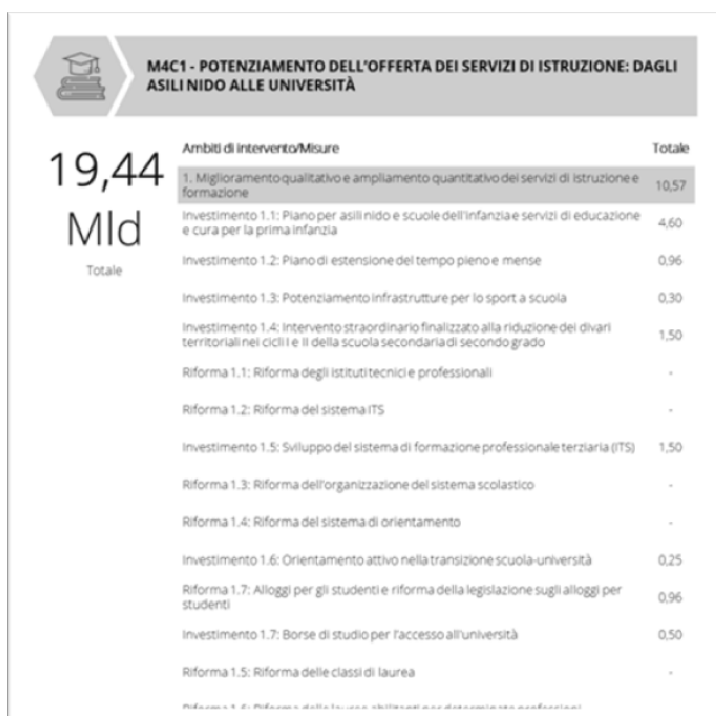 M4C1 - POTENZIAMENTO DELL'OFFERTA DEI SERVIZI DI ISTRUZIONE: DAGLI
ASILI NIDO ALLE UNIVERSITÀ
19,44
Mld
Totale
Ambiti di intervento/Misure Totale
1. Miglioramento qualitativo e ampliamento quantitativo dei servizi di istruzione e
formazione 10,57
Investimento 1.1: Piano per asili nido e scuole dell'infanzia e servizi di educazione
e cura per la prima infanzia 4,60
Investimento 1.2: Piano di estensione del tempo pieno e mense 0,96
Investimento 1.3: Potenziamento infrastrutture per lo sport a scuola 0,30
Investimento 1.4: Intervento straordinario finalizzato alla riduzione dei divari
territoriali nei cicli I e II della scuola secondaria di secondo grado 1,50
Riforma 1.1: Riforma degli istituti tecnici e professionali -
Riforma 1.2: Riforma del sistema ITS -
Investimento 1.5: Sviluppo del sistema di formazione professionale terziaria (ITS) 1,50
Riforma 1.3: Riforma dell'organizzazione del sistema scolastico -
Riforma 1.4: Riforma del sistema di orientamento -
Investimento 1.6: Orientamento attivo nella transizione scuola-università 0,25
Riforma 1.7: Alloggi per gli studenti e riforma della legislazione sugli alloggi per
studenti 0,96
Investimento 1.7: Borse di studio per l'accesso all'università 0,50
Riforma 1.5: Riforma delle classi di laurea -
Riforma 1.6: Riforma delle lauree abilitanti per determinate professioni